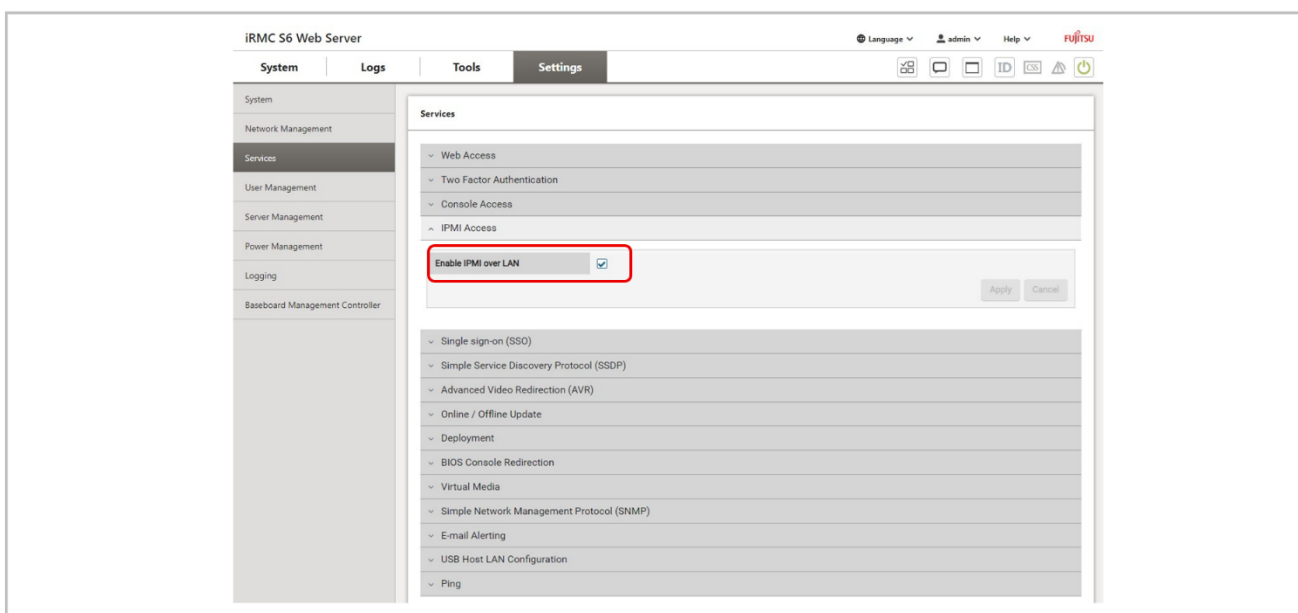 iRMC S6 Web Server
Language admin Help FUJITSU
System Logs Tools Settings
ID CSS
System
Network Management
Services
User Management
Server Management
Power Management
Logging
Baseboard Management Controller
Services
Web Access
Two Factor Authentication
Console Access
IPMI Access
Enable IPMI over LAN
Apply Cancel
Single sign-on (SSO)
Simple Service Discovery Protocol (SSDP)
Advanced Video Redirection (AVR)
Online / Offline Update
Deployment
BIOS Console Redirection
Virtual Media
Simple Network Management Protocol (SNMP)
E-mail Alerting
USB Host LAN Configuration
Ping